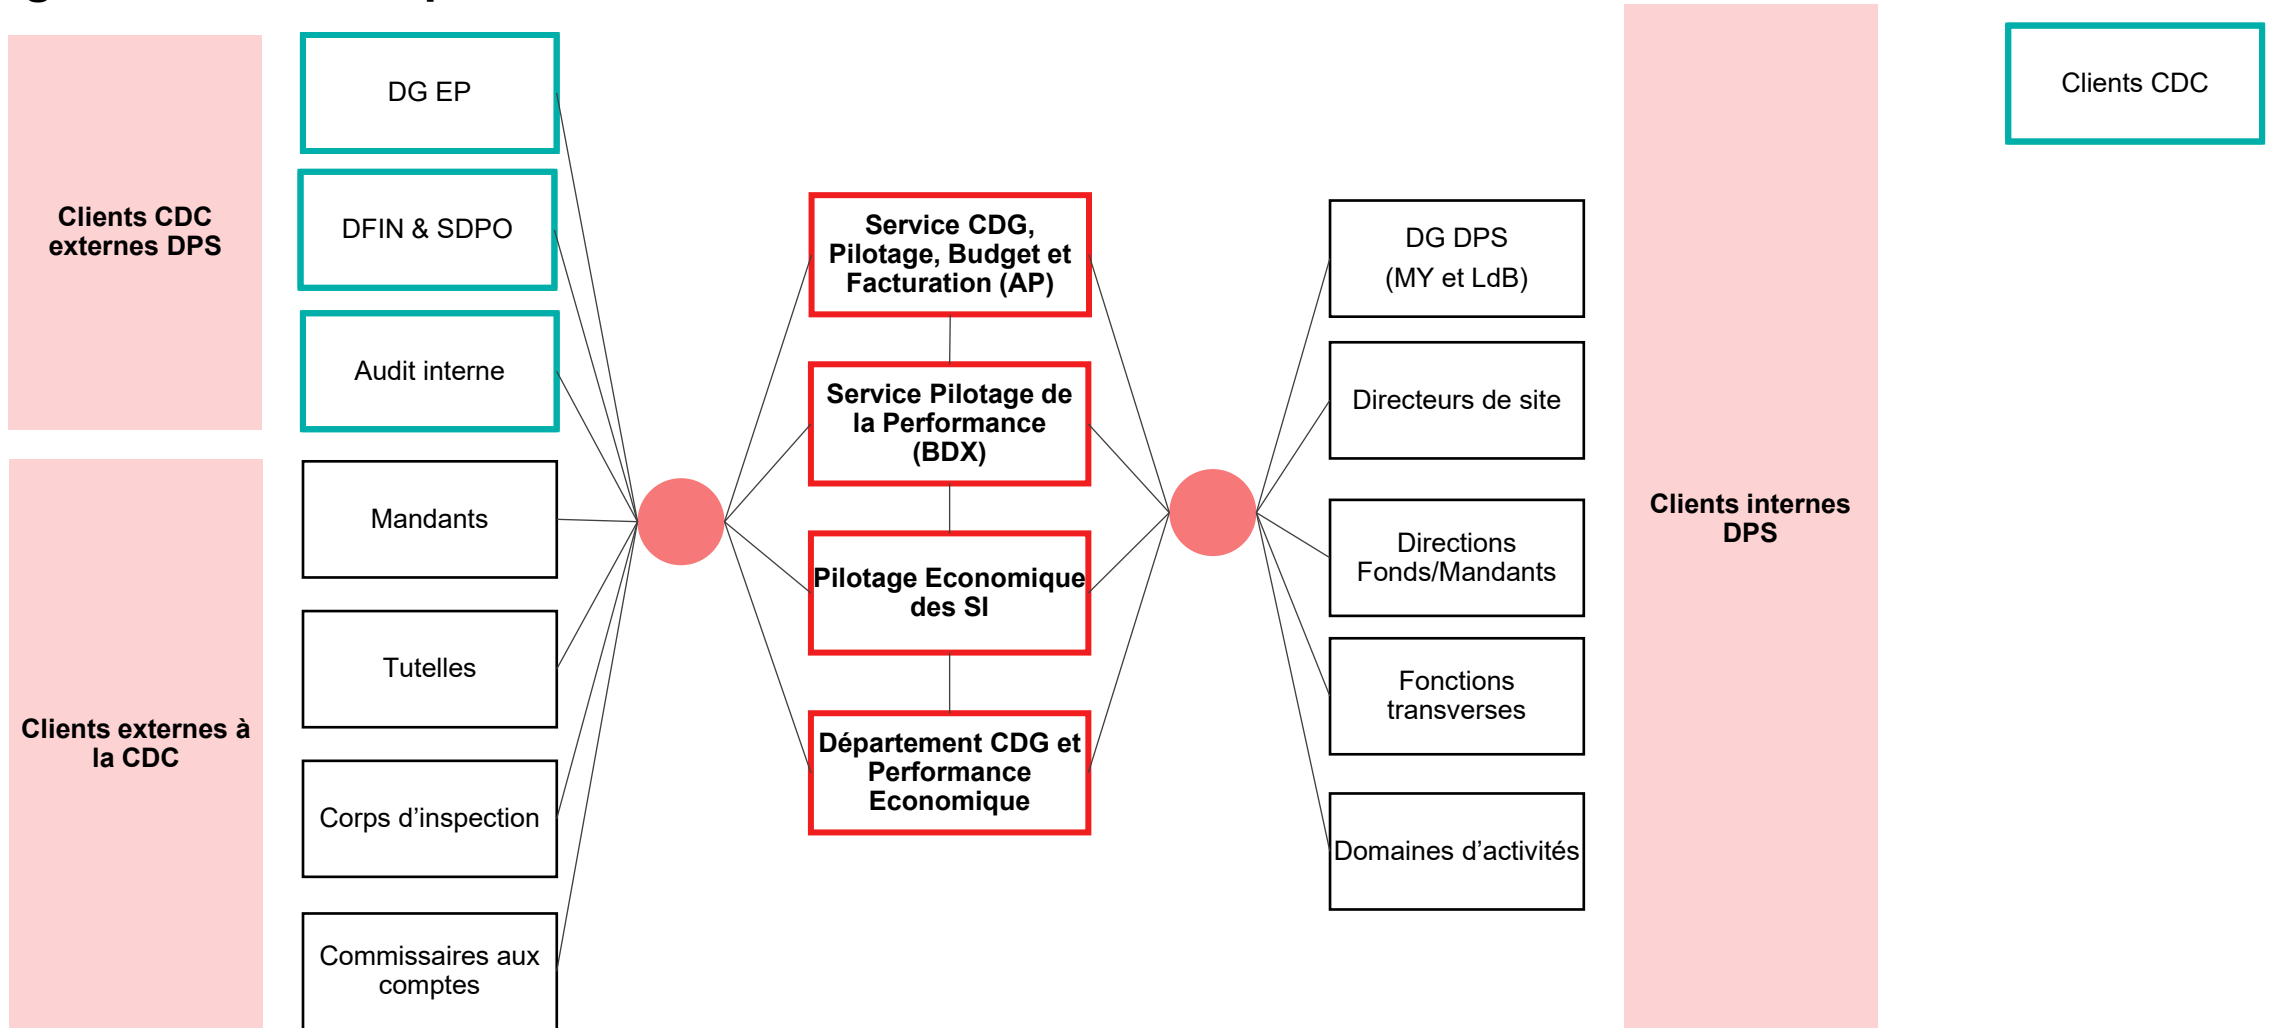 Clients CDC
externes DPS
Clients externes à
la CDC
DG EP
DFIN & SDPO
Audit interne
Mandants
Tutelles
Corps d’inspection
Commissaires aux
comptes
Service CDG,
Pilotage, Budget et
Facturation (AP)
Service Pilotage de
la Performance
(BDX)
Pilotage Economique
des SI
Département CDG et
Performance
Economique
DG DPS
(MY et LdB)
Directeurs de site
Directions
Fonds/Mandants
Fonctions
transverses
Domaines d’activités
Clients internes
DPS
Clients CDC